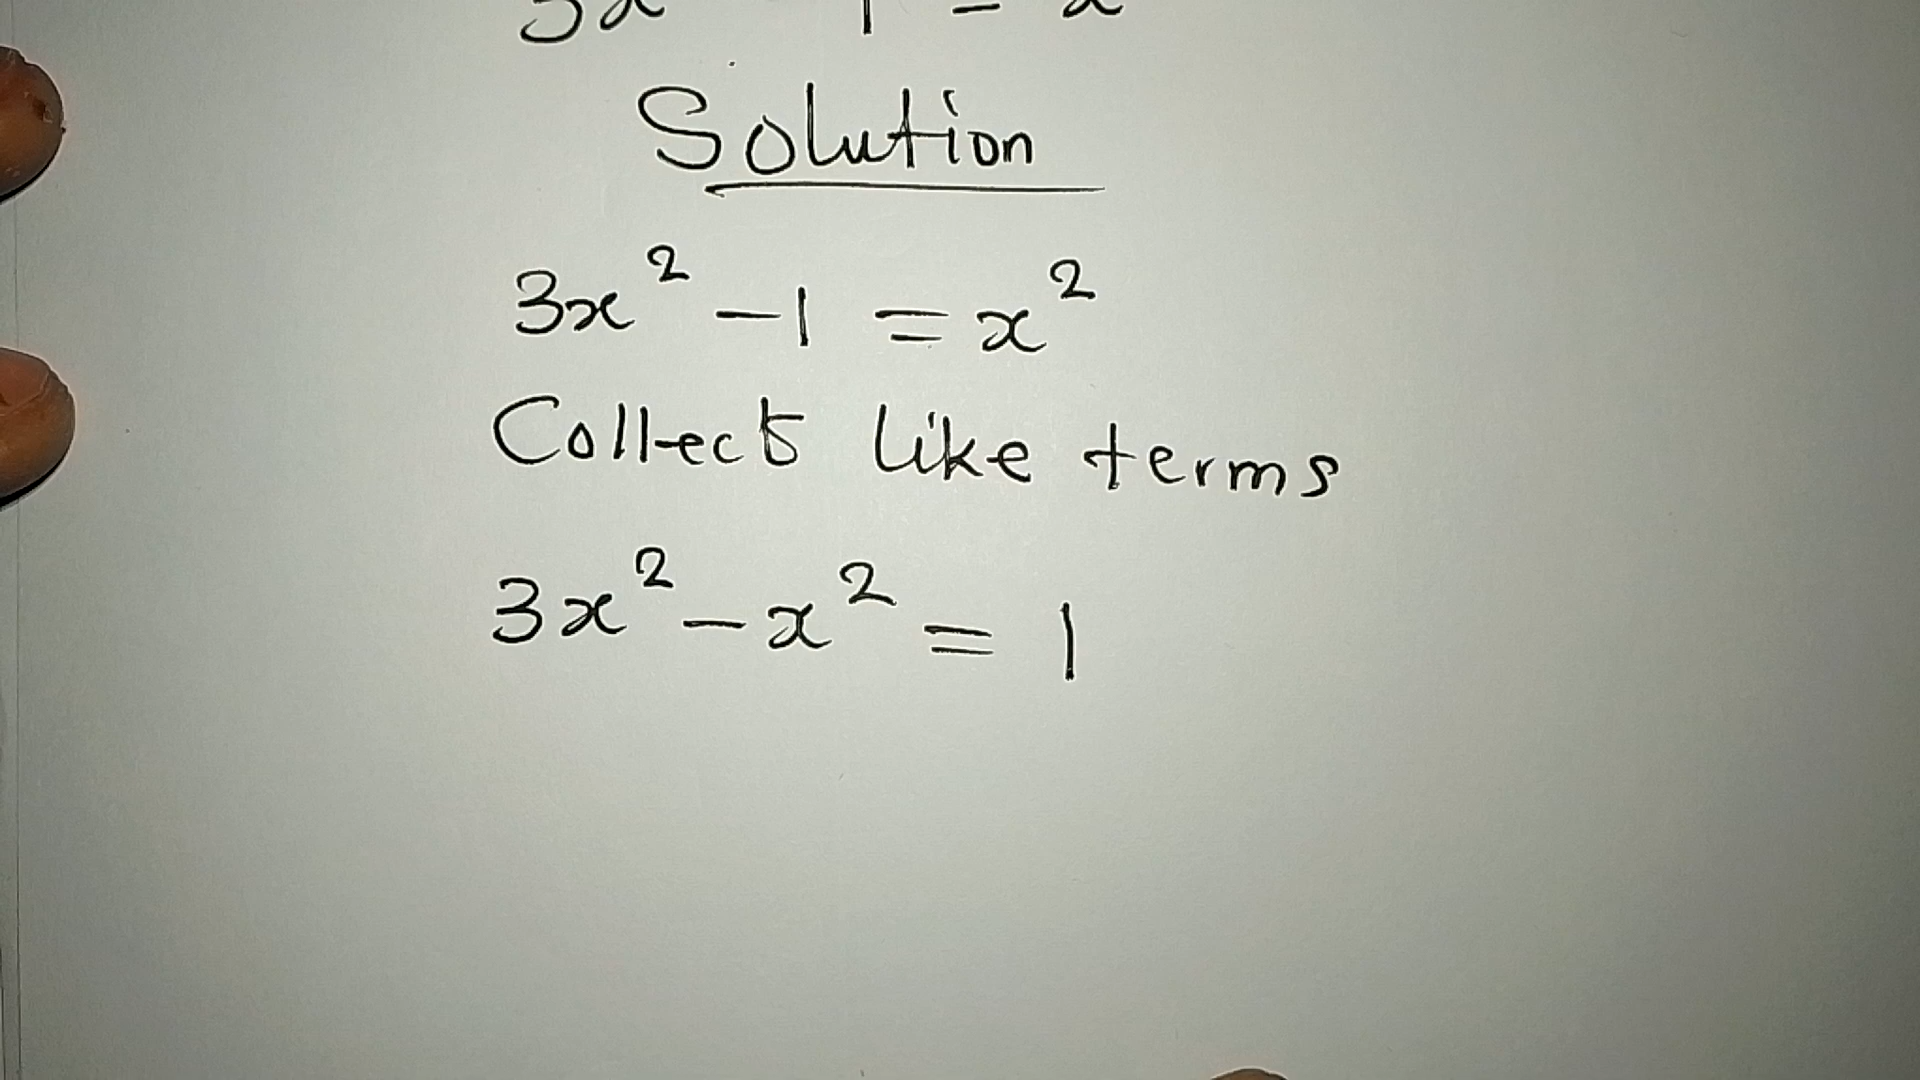 Solution
3x² - 1 = x²
Collect like terms
3x² - x² = 1